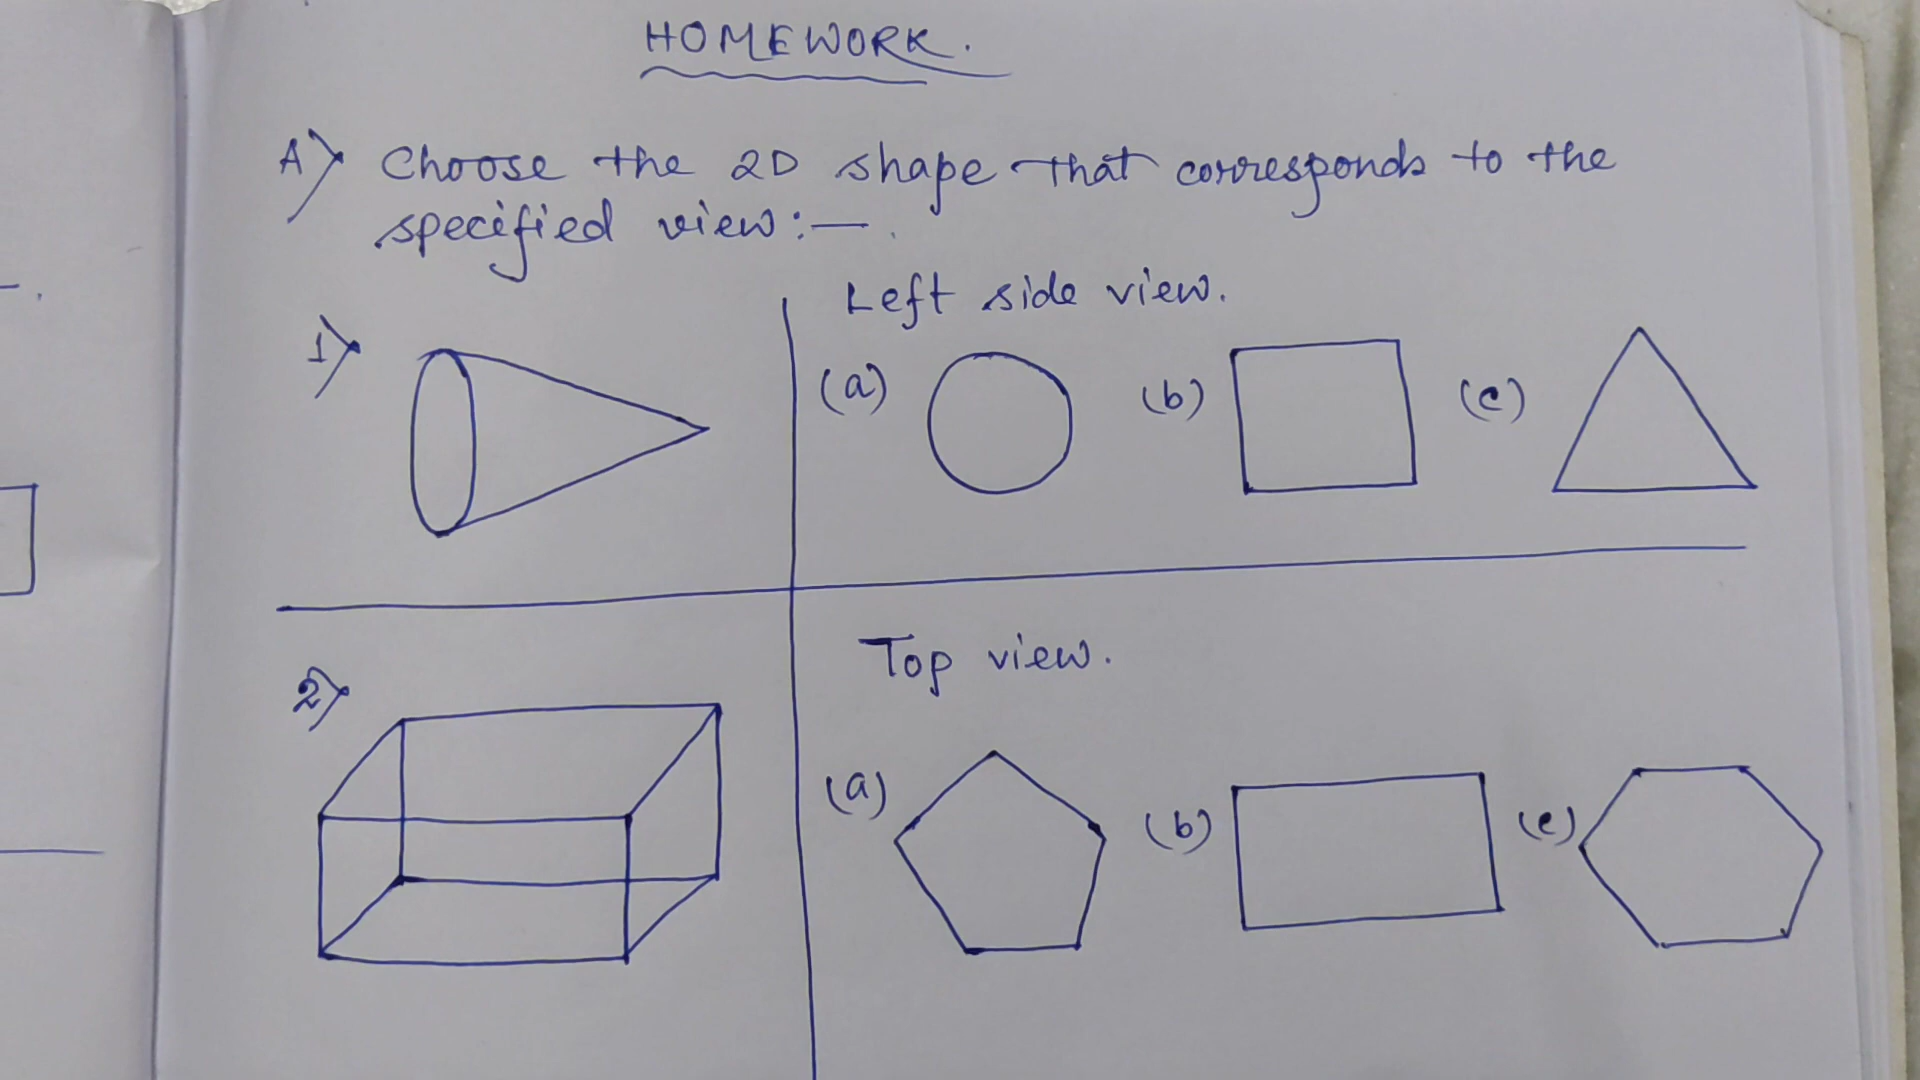 HOMEWORK.
A) Choose the 2D shape that corresponds to the
specified view:—.
1)
Left side view.
(a) (b) (c)
2)
Top view.
(a) (b) (c)